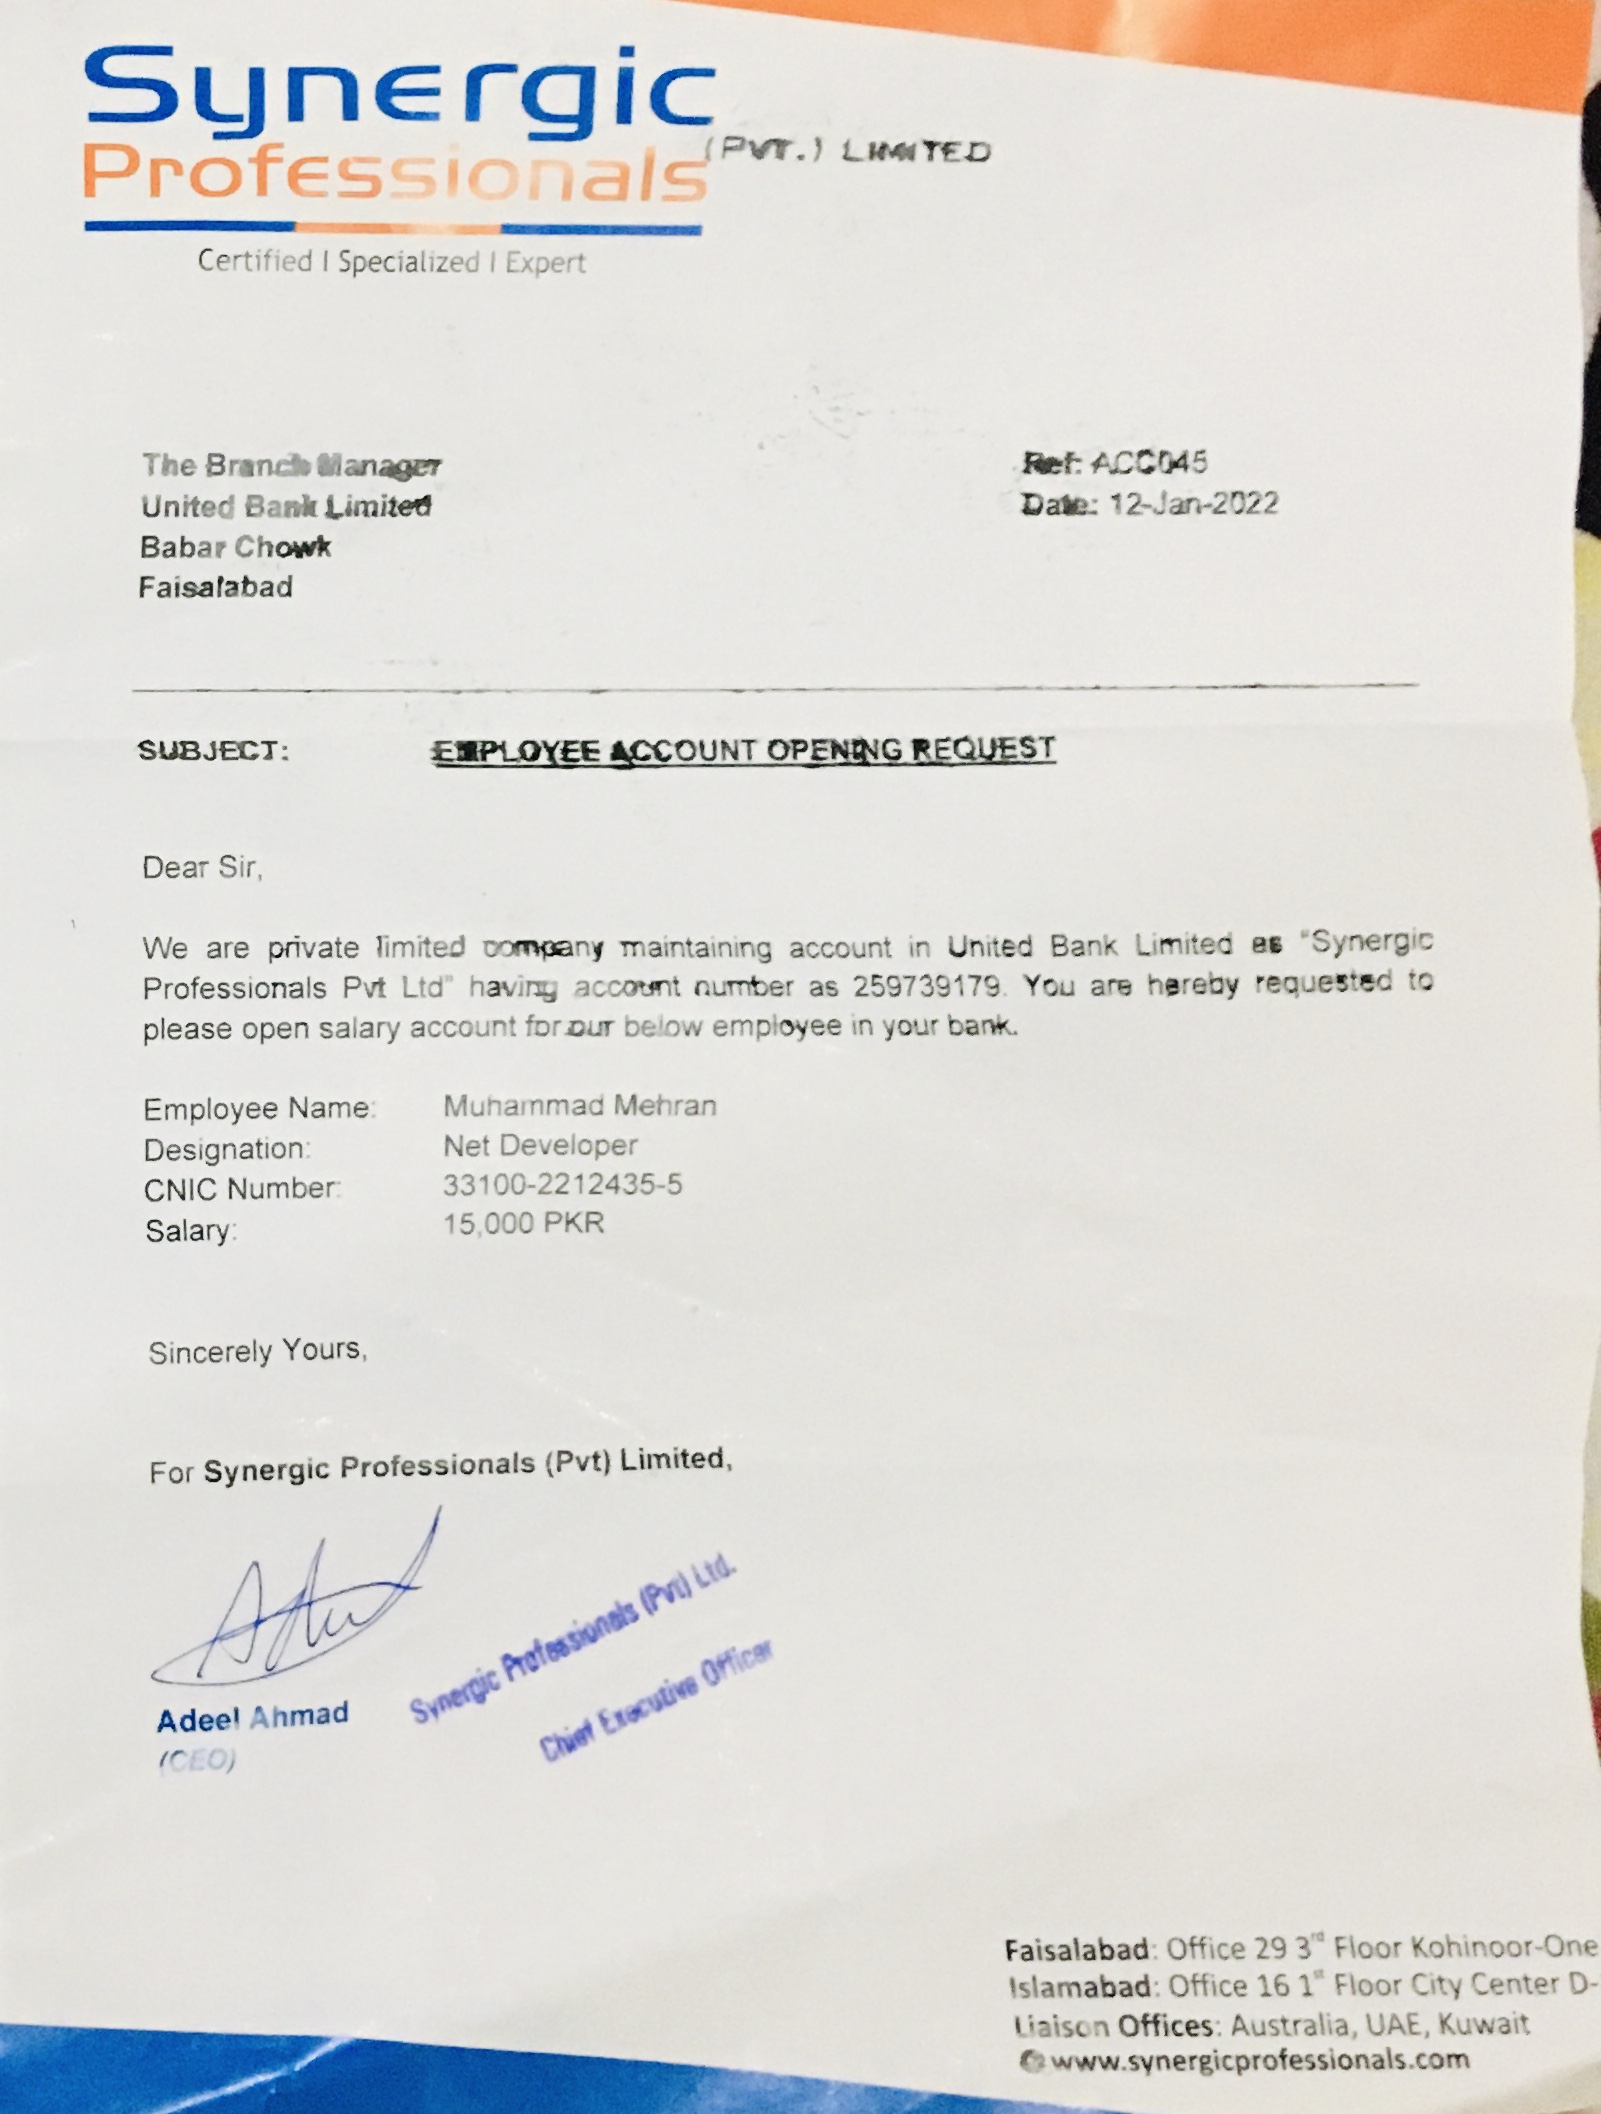 Synergic
Professionals (PVT.) LIMITED
Certified | Specialized | Expert
The Branch Manager
United Bank Limited
Babar Chowk
Faisalabad
Ref: ACC045
Date: 12-Jan-2022
SUBJECT: EMPLOYEE ACCOUNT OPENING REQUEST
Dear Sir,
We are private limited company maintaining account in United Bank Limited as "Synergic
Professionals Pvt Ltd" having account number as 259739179. You are hereby requested to
please open salary account for our below employee in your bank.
Employee Name: Muhammad Mehran
Designation: Net Developer
CNIC Number: 33100-2212435-5
Salary: 15,000 PKR
Sincerely Yours,
For Synergic Professionals (Pvt) Limited,
Adeel Ahmad
(CEO)
Synergic Professionals (Pvt) Ltd.
Chief Executive Officer
Faisalabad: Office 29 3rd Floor Kohinoor-One
Islamabad: Office 16 1st Floor City Center D-
Liaison Offices: Australia, UAE, Kuwait
www.synergicprofessionals.com